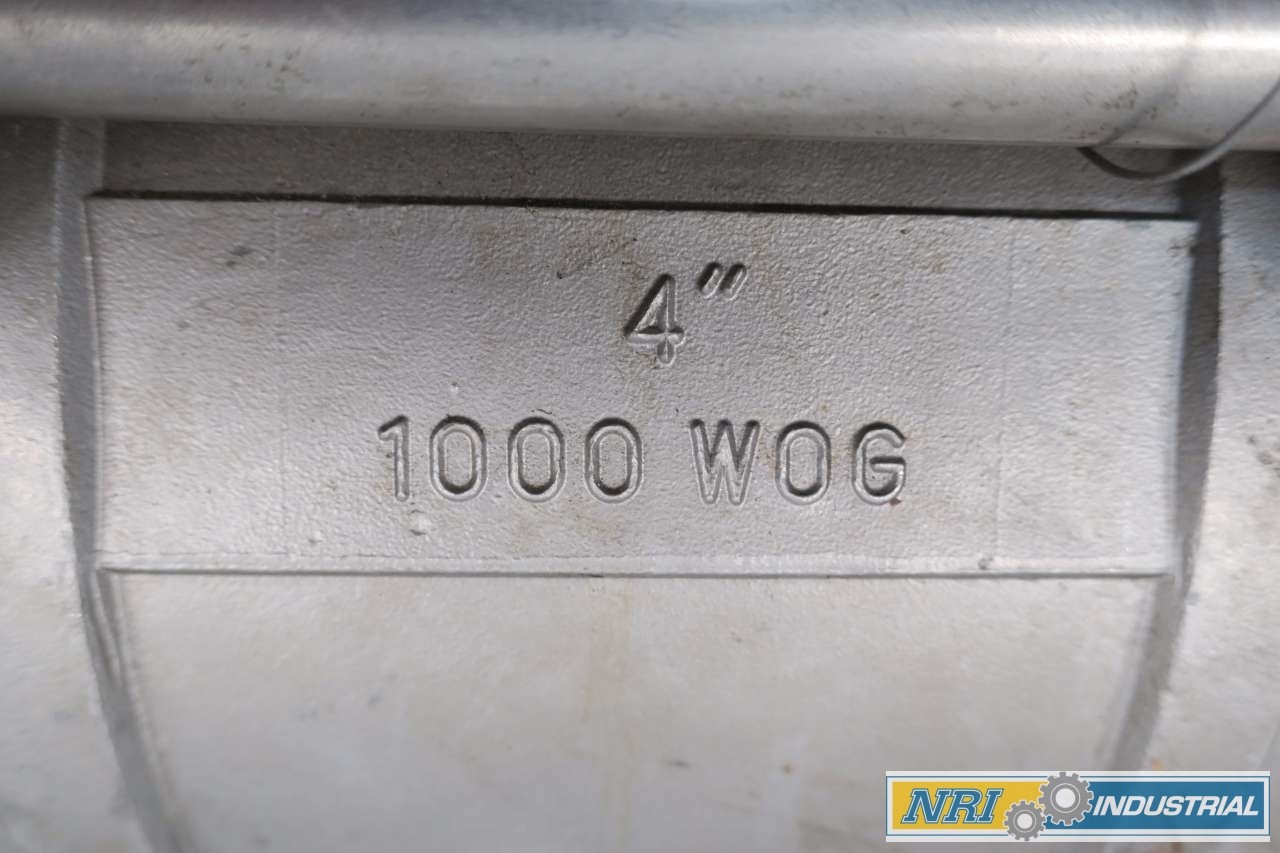 4"
1000 WOG
NRI INDUSTRIAL